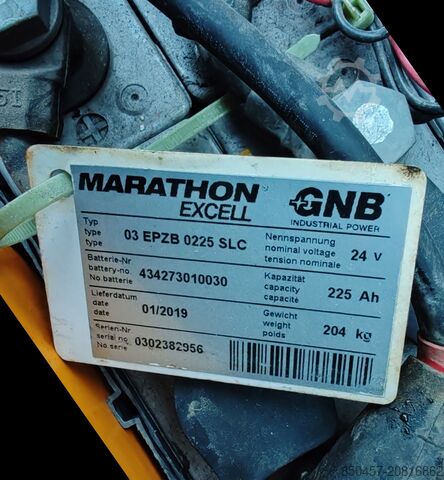 MARATHON
EXCELL
GNB
INDUSTRIAL POWER
Typ
type
type
03 EPZB 0225 SLC
Nennspannung
nominal voltage
tension nominale
24 V
Batterie-Nr
battery-no
No.batterie
434273010030
Kapazität
capacity
capacité
225 Ah
Lieferdatum
date
date
01/2019
Gewicht
weight
poids
204 kg
Serien-Nr
serial no
No.serie
0302382956